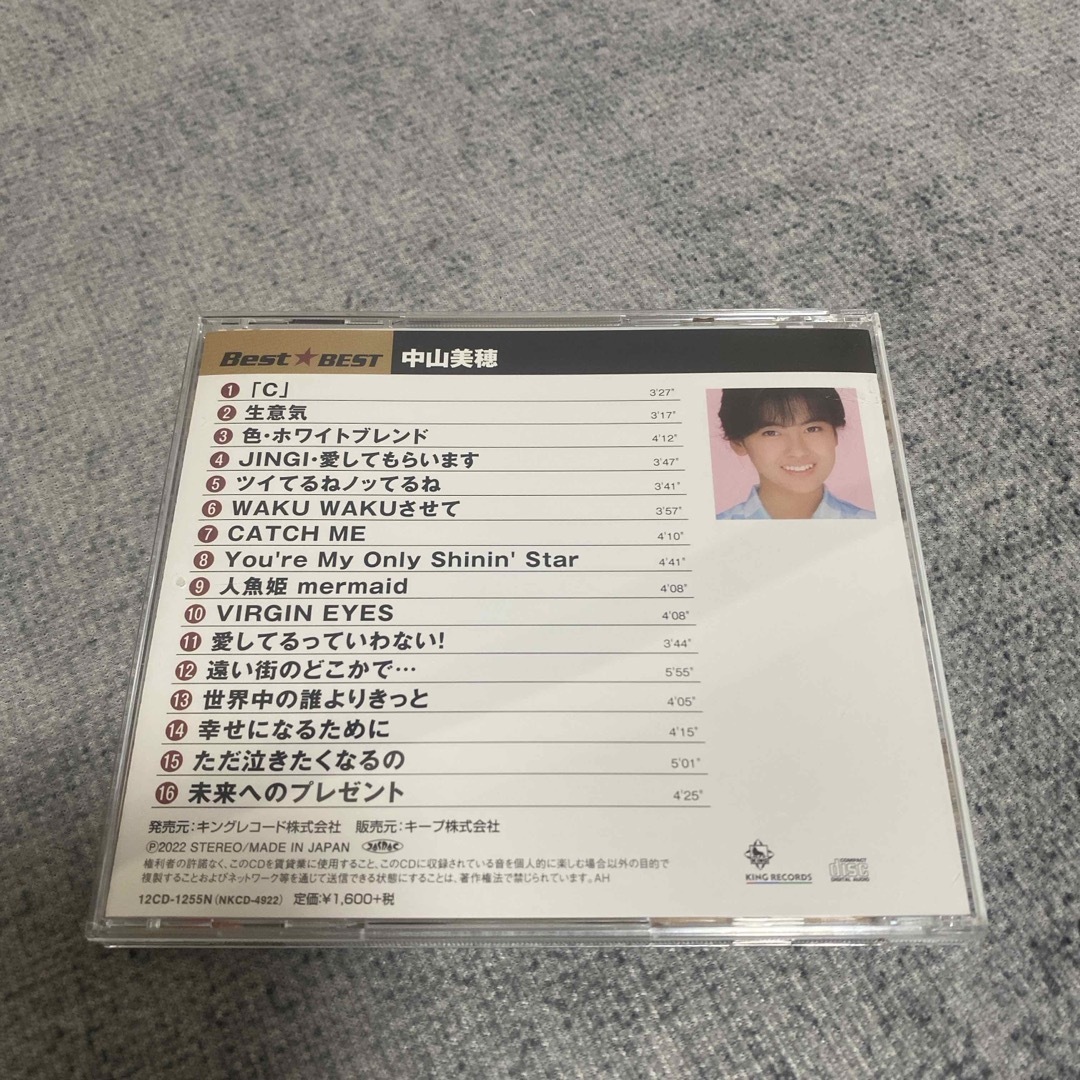 Best★BEST 中山美穂
1 「C」 3'27"
2 生意気 3'17"
3 色・ホワイトブレンド 4'12"
4 JINGI・愛してもらいます 3'47"
5 ツイてるねノッてるね 3'41"
6 WAKU WAKUさせて 3'57"
7 CATCH ME 4'10"
8 You're My Only Shinin' Star 4'41"
9 人魚姫 mermaid 4'08"
10 VIRGIN EYES 4'08"
11 愛してるっていわない! 3'44"
12 遠い街のどこかで… 5'55"
13 世界中の誰よりきっと 4'05"
14 幸せになるために 4'15"
15 ただ泣きたくなるの 5'01"
16 未来へのプレゼント 4'25"
発売元:キングレコード株式会社 販売元:キープ株式会社
Ⓟ2022 STEREO/MADE IN JAPAN JASRAC
権利者の許諾なく、このCDを賃貸業に使用すること、このCDに収録されている音を個人的に楽しむ場合以外の目的で
複製することおよびネットワーク等を通じて送信できる状態にすることは、著作権法で禁じられています。AH
12CD-1255N(NKCD-4922) 定価:¥1,600+税
KING RECORDS
COMPACT disc DIGITAL AUDIO